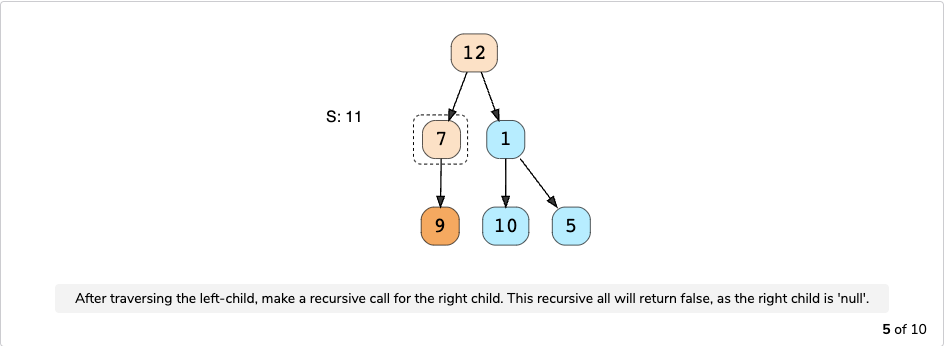 12
S: 11
7 1
9 10 5
After traversing the left-child, make a recursive call for the right child. This recursive all will return false, as the right child is 'null'.
5 of 10